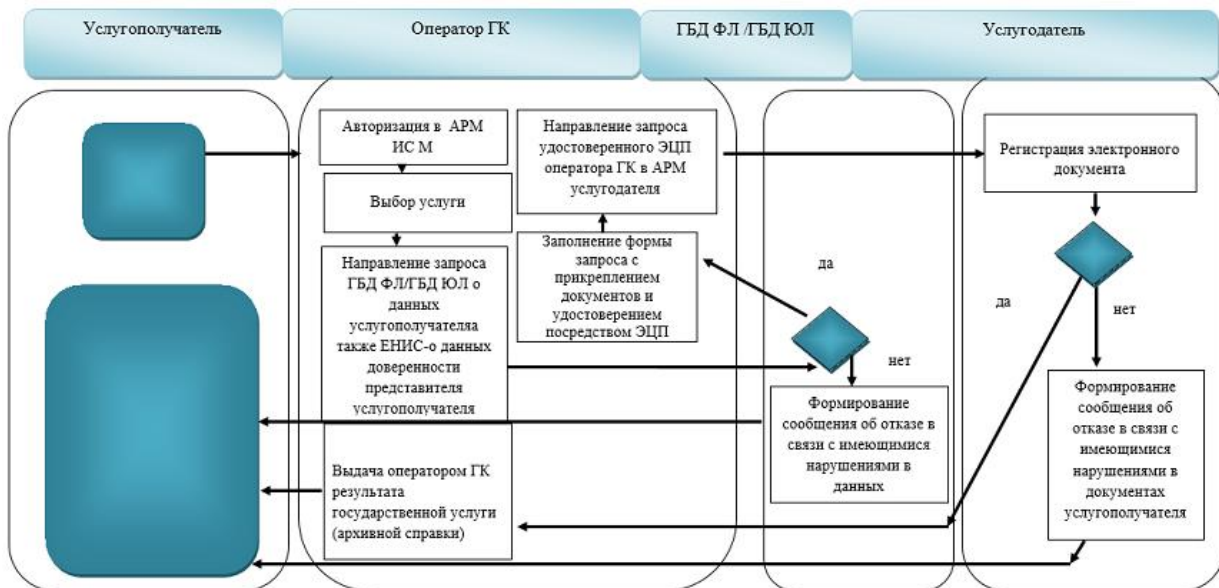 Услугополучатель
Оператор ГК
ГБД ФЛ /ГБД ЮЛ
Услугодатель
Авторизация в АРМ
ИС М
Выбор услуги
Направление запроса
ГБД ФЛ/ГБД ЮЛ о
данных
услугополучателяа
также ЕНИС-о данных
доверенности
представителя
услугополучателя
Выдача оператором ГК
результата
государственной услуги
(архивной справки)
Направление запроса
удостоверенного ЭЦП
оператора ГК в АРМ
услугодателя
Заполнение формы
запроса с
прикреплением
документов и
удостоверением
посредством ЭЦП
да
нет
Формирование
сообщения об отказе в
связи с имеющимися
нарушениями в
данных
Регистрация электронного
документа
да
нет
Формирование
сообщения об
отказе в связи с
имеющимися
нарушениями в
документах
услугополучателя